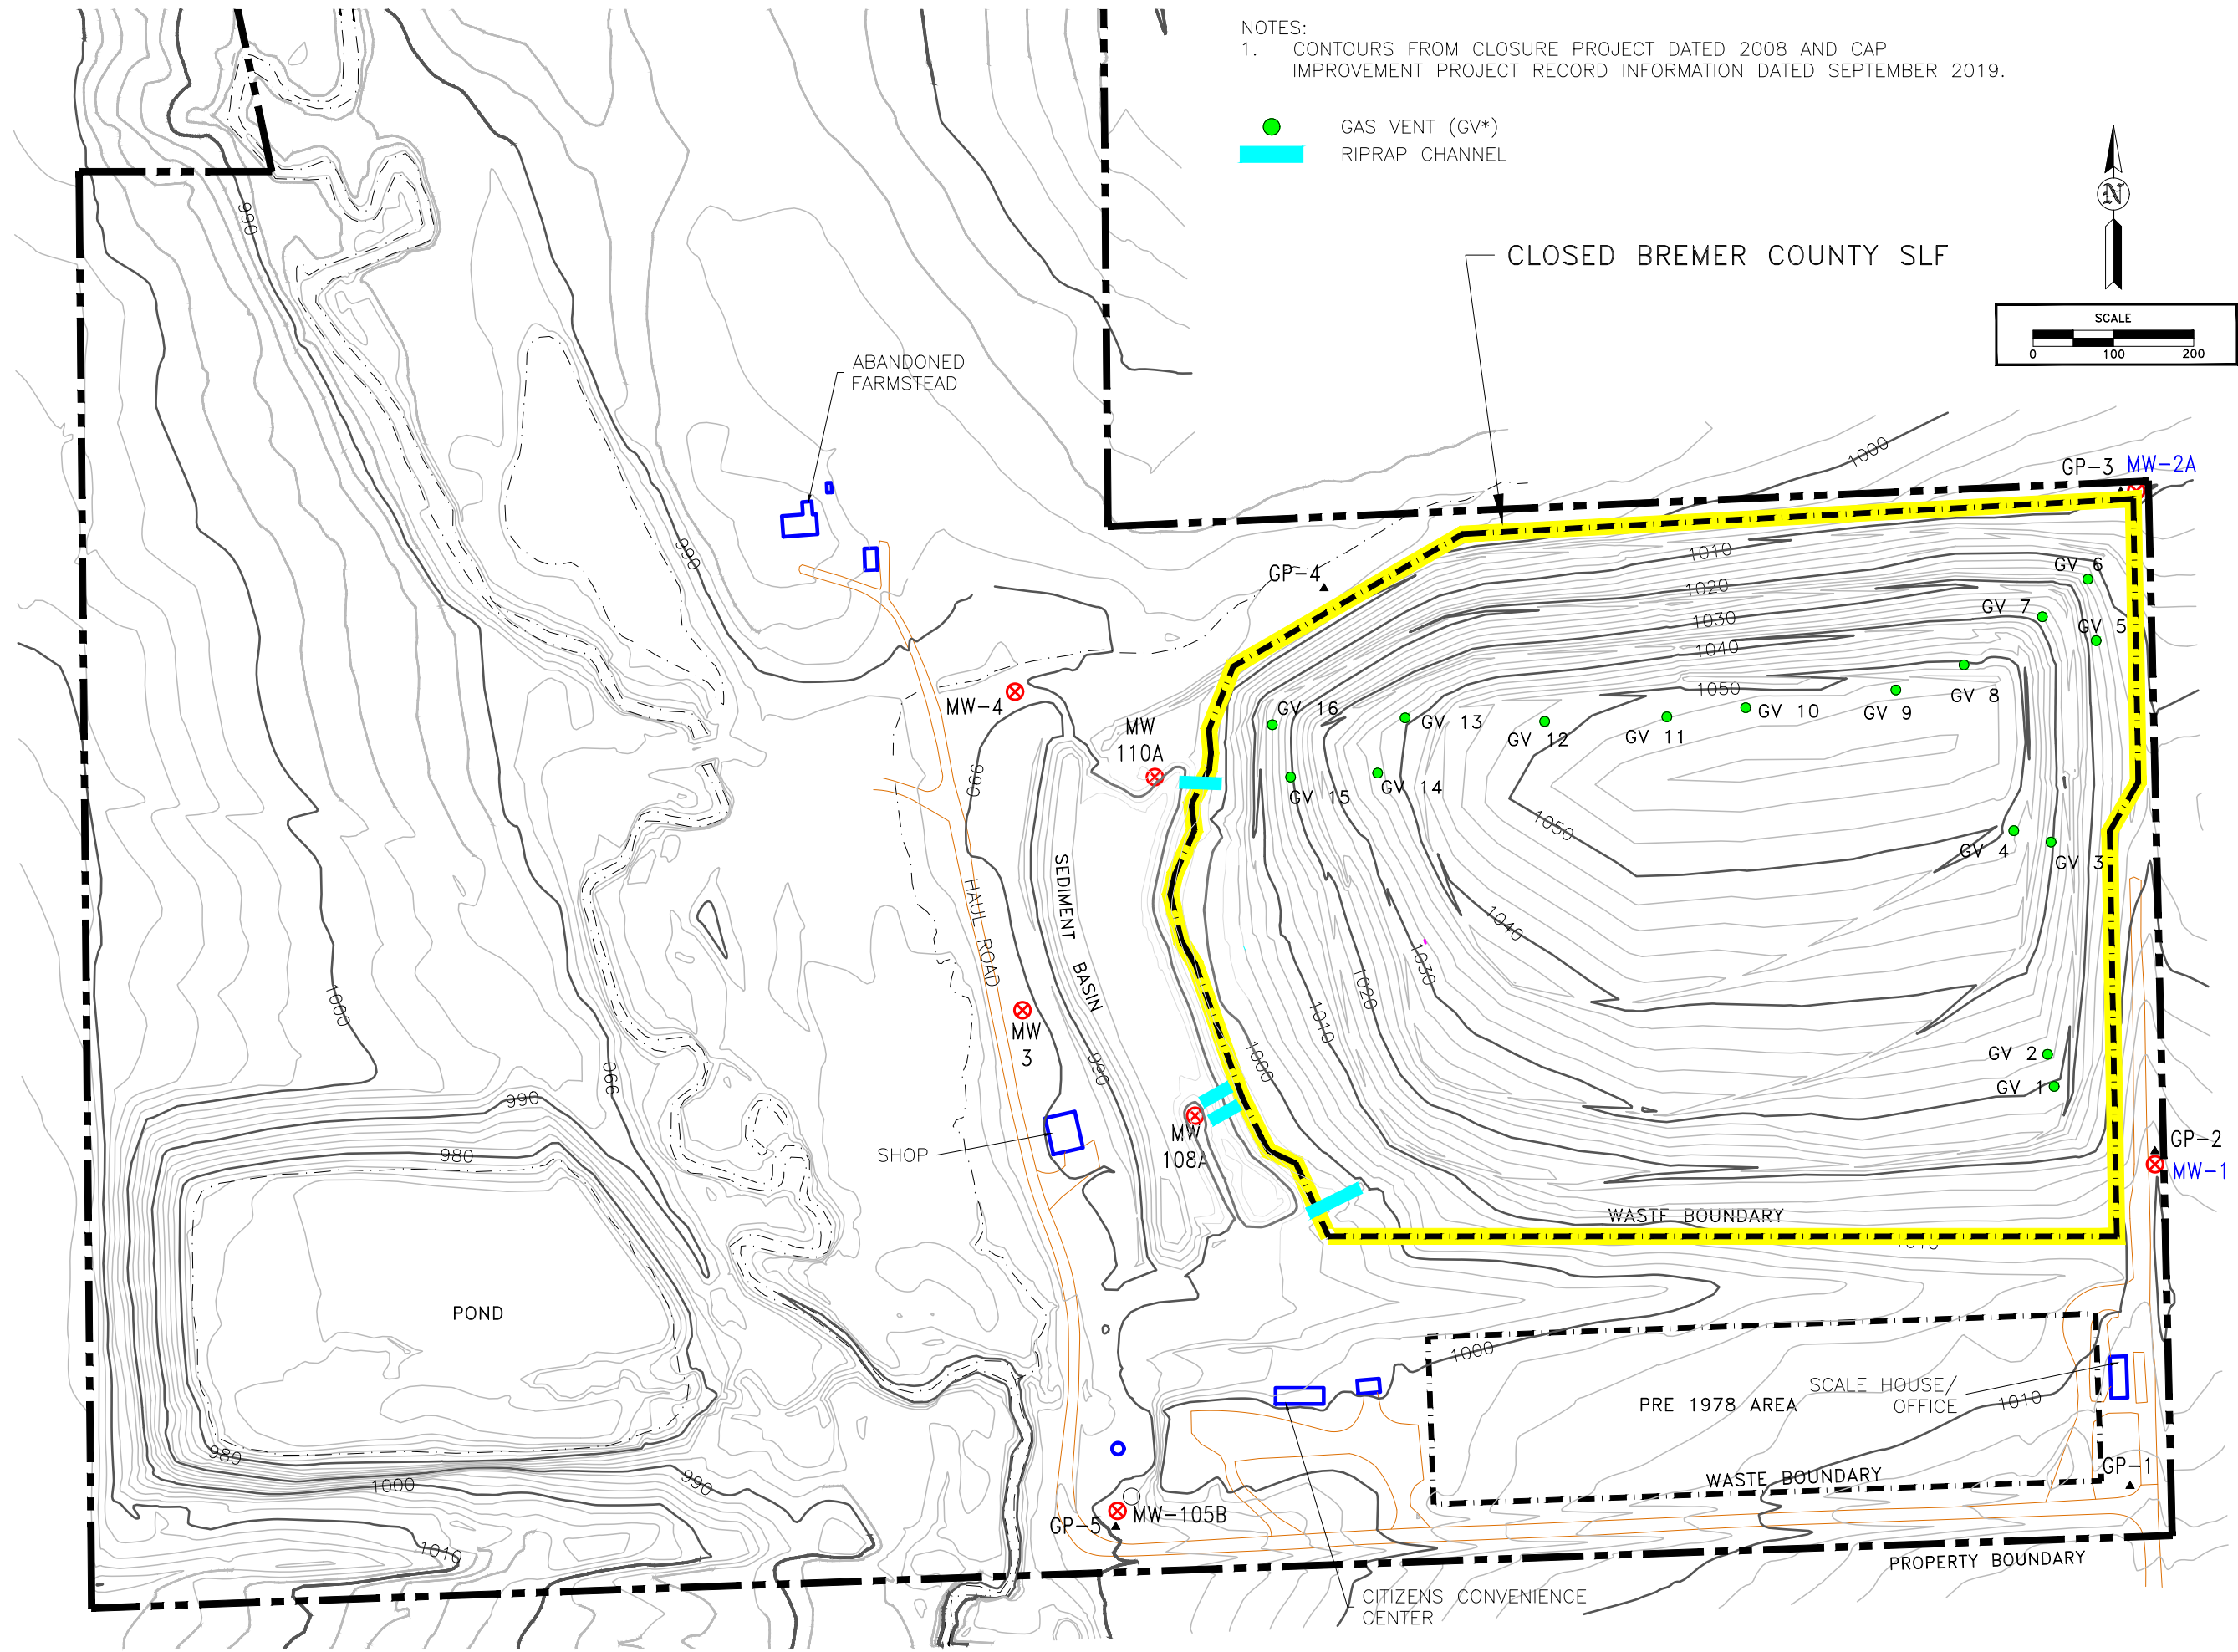 NOTES:
1. CONTOURS FROM CLOSURE PROJECT DATED 2008 AND CAP
IMPROVEMENT PROJECT RECORD INFORMATION DATED SEPTEMBER 2019.
GAS VENT (GV*)
RIPRAP CHANNEL
N
CLOSED BREMER COUNTY SLF
SCALE
0 100 200
990
ABANDONED
FARMSTEAD
1000
GP-3 MW-2A
990
1010
GP-4
GV 6
1020
GV 7
1030
GV 5
1040
1050
GV 8
MW-4
GV 16
GV 13
GV 10
GV 9
GV 12
GV 11
MW
110A
990
GV 15
GV 14
1050
GV 4
GV 3
SEDIMENT BASIN
HAUL ROAD
1040
1030
1020
1000
1010
MW
3
1000
990
GV 2
990
GV 1
990
SHOP
MW
108A
GP-2
MW-1
980
WASTE BOUNDARY
1010
POND
1000
SCALE HOUSE/
OFFICE
PRE 1978 AREA
1010
980
1000
990
WASTE BOUNDARY
GP-1
MW-105B
GP-5
1010
PROPERTY BOUNDARY
CITIZENS CONVENIENCE
CENTER